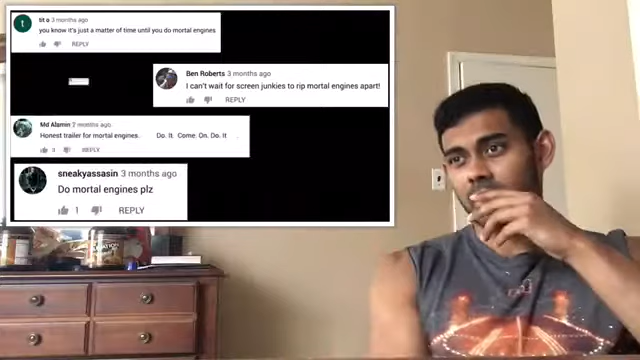 t
tit o 3 months ago
you know it's just a matter of time until you do mortal engines
REPLY
Ben Roberts 3 months ago
I can't wait for screen junkies to rip mortal engines apart!
REPLY
Md Alamin 2 months ago
Honest trailer for mortal engines. Do. It. Come. On. Do. It .
3 REPLY
sneakyassasin 3 months ago
Do mortal engines plz
1 REPLY